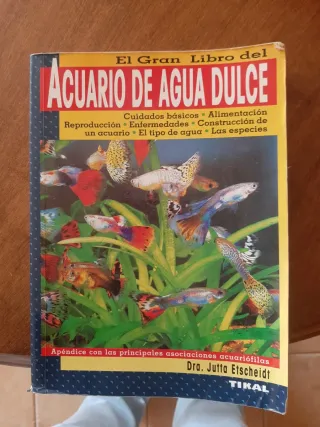 El Gran Libro del
ACUARIO DE AGUA DULCE
Cuidados básicos • Alimentación
Reproducción • Enfermedades • Construcción de
un acuario • El tipo de agua • Las especies
Apéndice con las principales asociaciones acuariófilas
Dra. Jutta Etscheidt
TIKAL